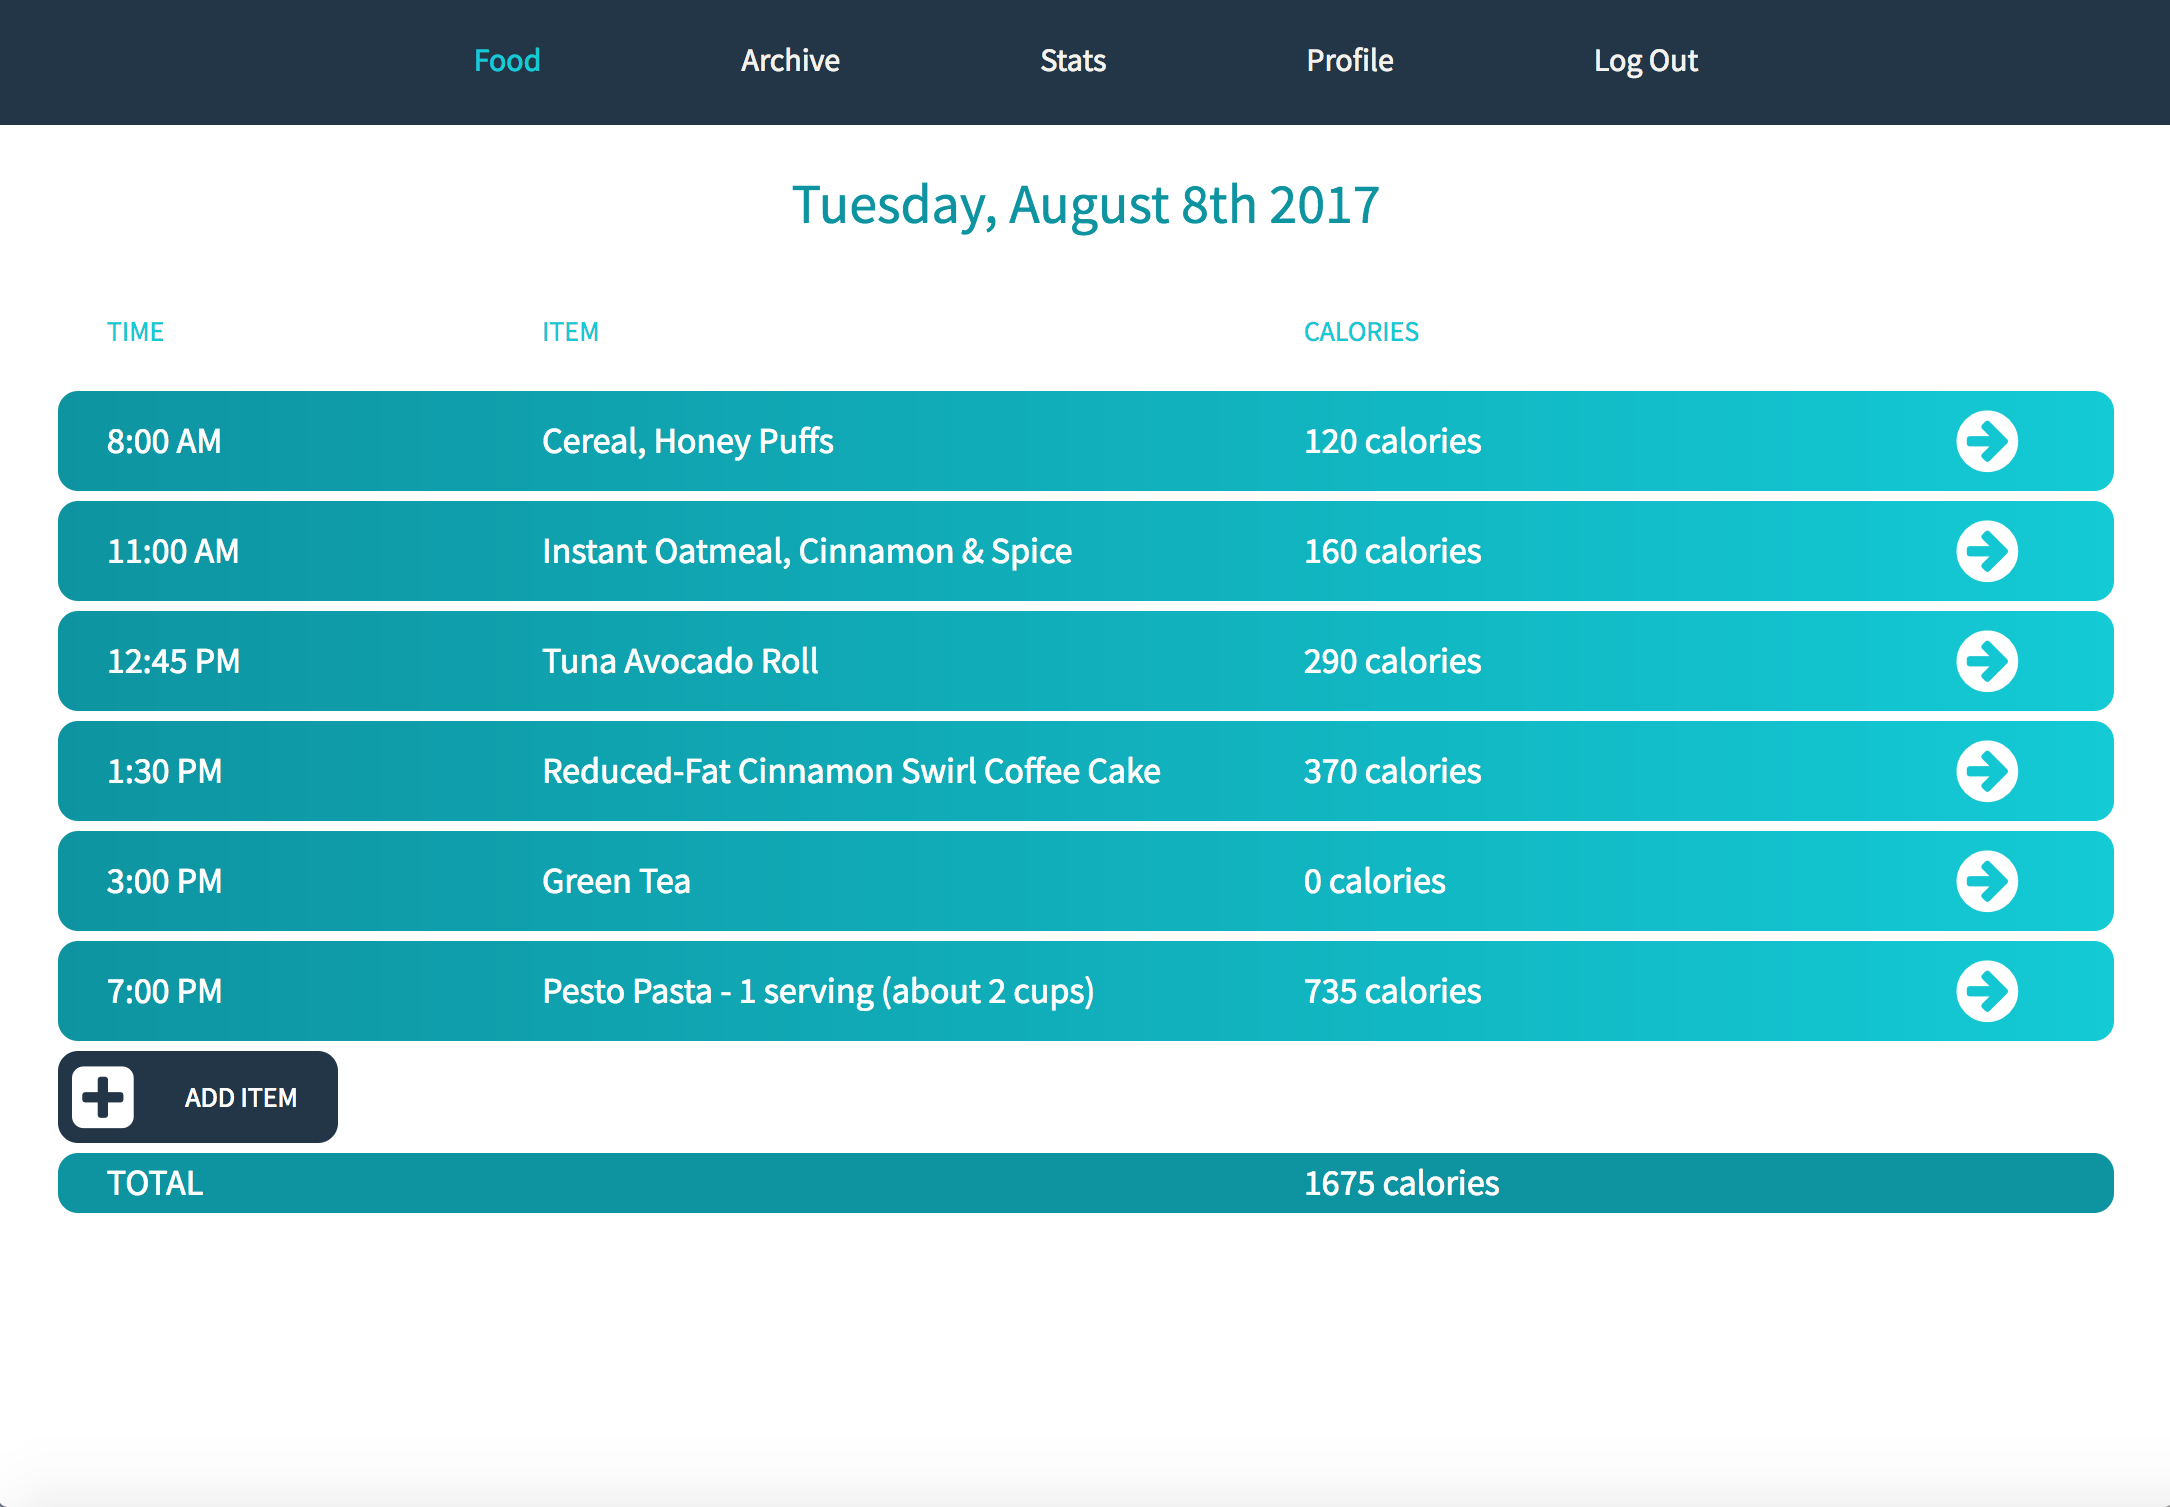 Food Archive Stats Profile Log Out
Tuesday, August 8th 2017
TIME ITEM CALORIES
8:00 AM Cereal, Honey Puffs 120 calories
11:00 AM Instant Oatmeal, Cinnamon & Spice 160 calories
12:45 PM Tuna Avocado Roll 290 calories
1:30 PM Reduced-Fat Cinnamon Swirl Coffee Cake 370 calories
3:00 PM Green Tea 0 calories
7:00 PM Pesto Pasta - 1 serving (about 2 cups) 735 calories
ADD ITEM
TOTAL 1675 calories